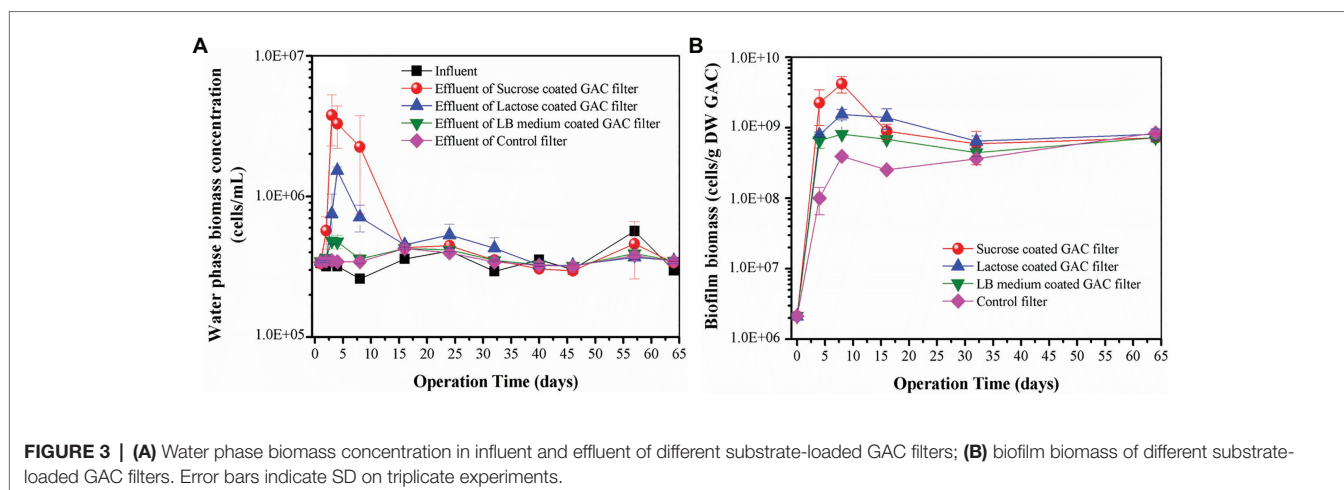 A
Water phase biomass concentration
(cells/mL)
1.0E+07
1.0E+06
1.0E+05
Influent
Effluent of Sucrose coated GAC filter
Effluent of Lactose coated GAC filter
Effluent of LB medium coated GAC filter
Effluent of Control filter
0 5 10 15 20 25 30 35 40 45 50 55 60 65
Operation Time (days)
B
Biofilm biomass (cells/g DW GAC)
1.0E+10
1.0E+09
1.0E+08
1.0E+07
1.0E+06
Sucrose coated GAC filter
Lactose coated GAC filter
LB medium coated GAC filter
Control filter
0 5 10 15 20 25 30 35 40 45 50 55 60 65
Operation Time (days)
FIGURE 3 | (A) Water phase biomass concentration in influent and effluent of different substrate-loaded GAC filters; (B) biofilm biomass of different substrate-
loaded GAC filters. Error bars indicate SD on triplicate experiments.